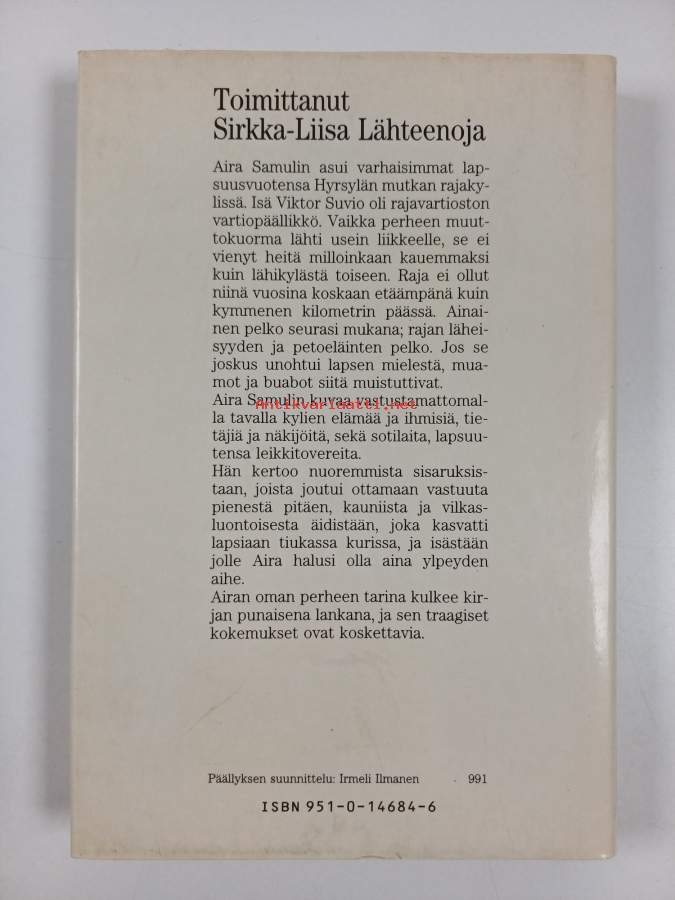 Toimittanut
Sirkka-Liisa Lähteenoja
Aira Samulin asui varhaisimmat lap-
suusvuotensa Hyrsylän mutkan rajaky-
lissä. Isä Viktor Suvio oli rajavartioston
vartiopäällikkö. Vaikka perheen muut-
tokuorma lähti usein liikkeelle, se ei
vienyt heitä milloinkaan kauemmaksi
kuin lähikylästä toiseen. Raja ei ollut
niinä vuosina koskaan etäämpänä kuin
kymmenen kilometrin päässä. Ainai-
nen pelko seurasi mukana; rajan lähei-
syyden ja petoeläinten pelko. Jos se
joskus unohtui lapsen mielestä, mua-
mot ja buabot siitä muistuttivat.
Aira Samulin kuvaa vastustamattomal-
la tavalla kylien elämää ja ihmisiä, tie-
täjiä ja näkijöitä, sekä sotilaita, lapsuu-
tensa leikkitovereita.
Hän kertoo nuoremmista sisaruksis-
taan, joista joutui ottamaan vastuuta
pienestä pitäen, kauniista ja vilkas-
luontoisesta äidistään, joka kasvatti
lapsiaan tiukassa kurissa, ja isästään
jolle Aira halusi olla aina ylpeyden
aihe.
Airan oman perheen tarina kulkee kir-
jan punaisena lankana, ja sen traagiset
kokemukset ovat koskettavia.
Antikvariaatti.net
Päällyksen suunnittelu: Irmeli Ilmanen 991
ISBN 951-0-14684-6